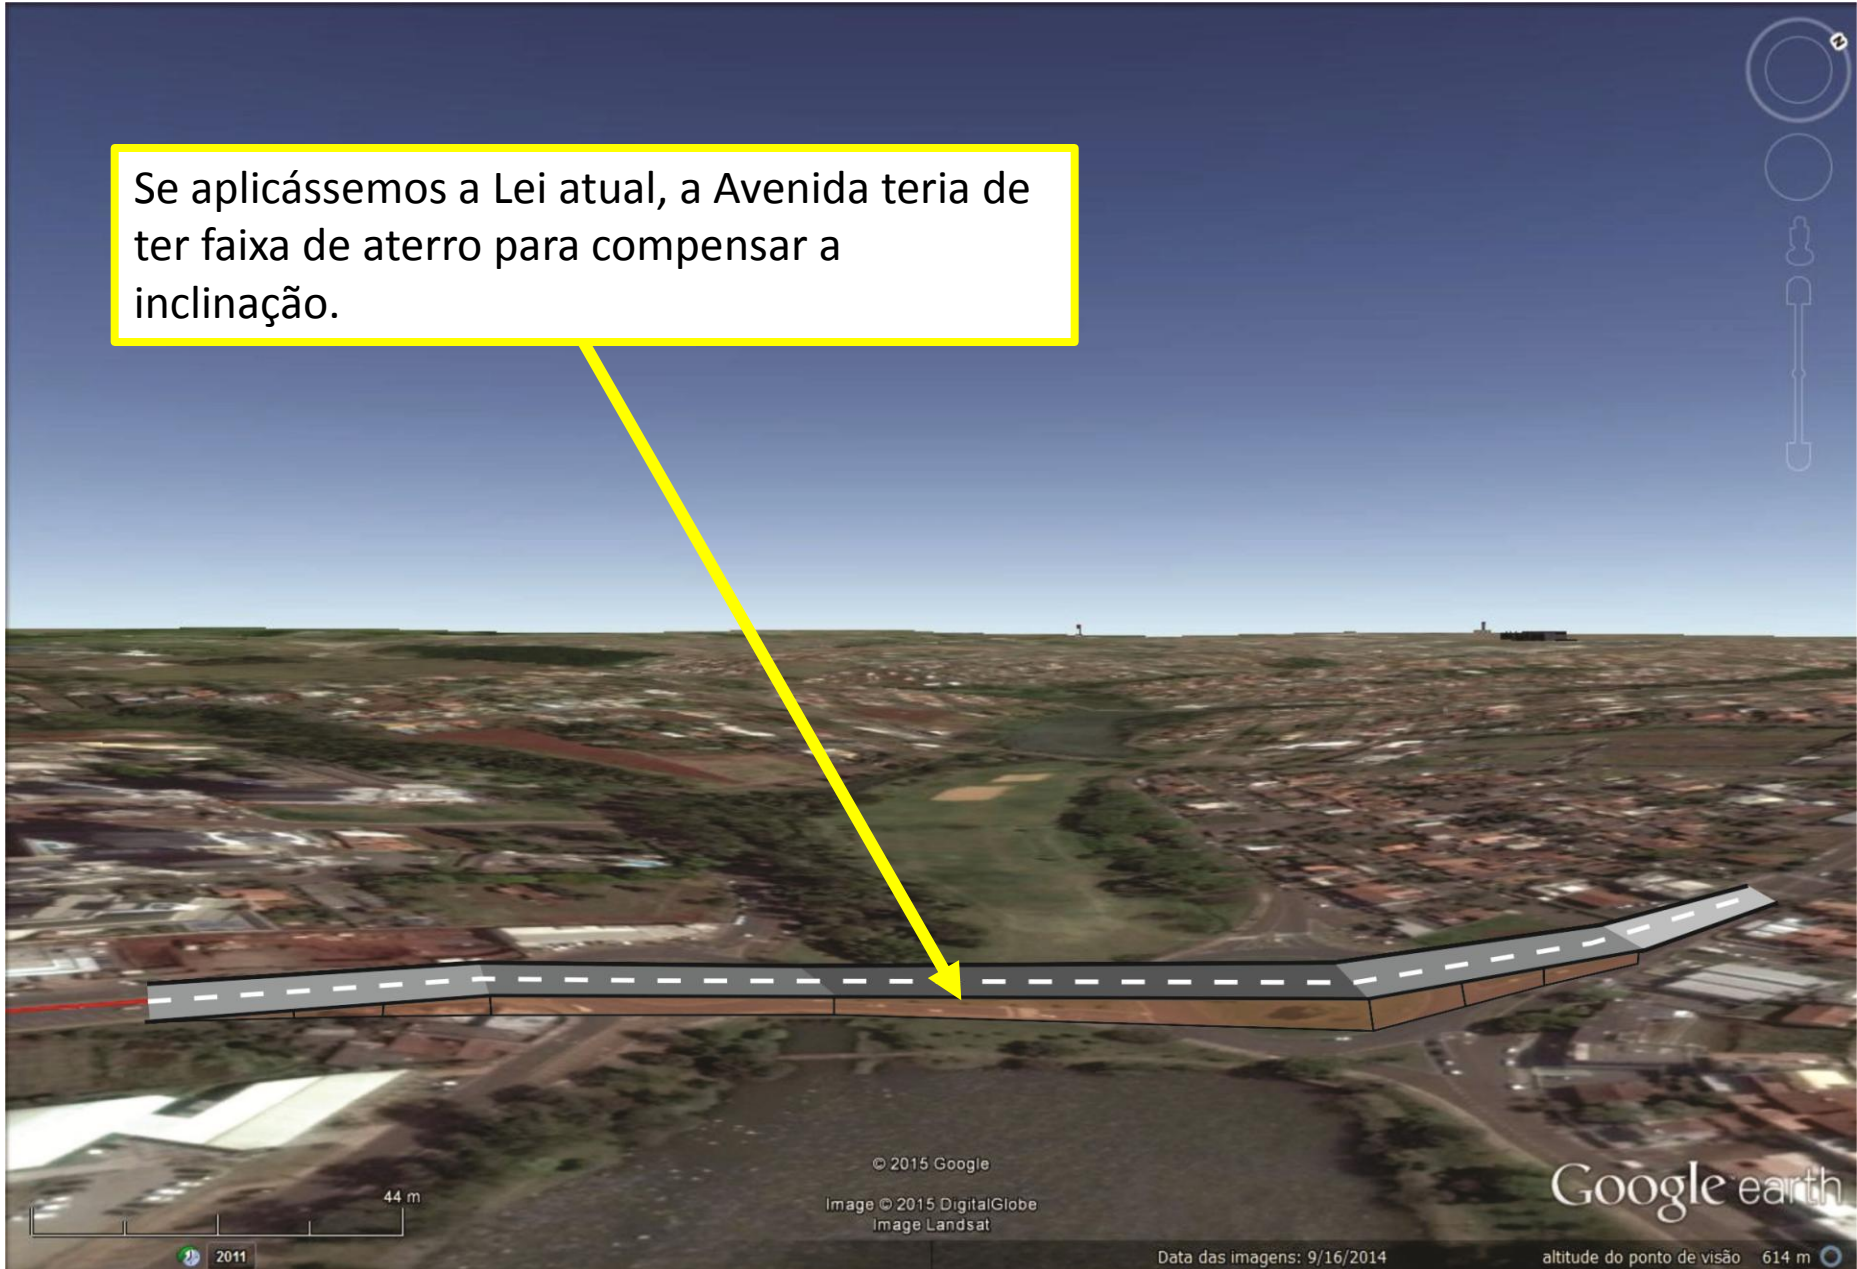 Se aplicássemos a Lei atual, a Avenida teria de
ter faixa de aterro para compensar a
inclinação.
© 2015 Google
Image © 2015 DigitalGlobe
Image Landsat
Google earth
44 m
2011
Data das imagens: 9/16/2014
altitude do ponto de visão 614 m
N